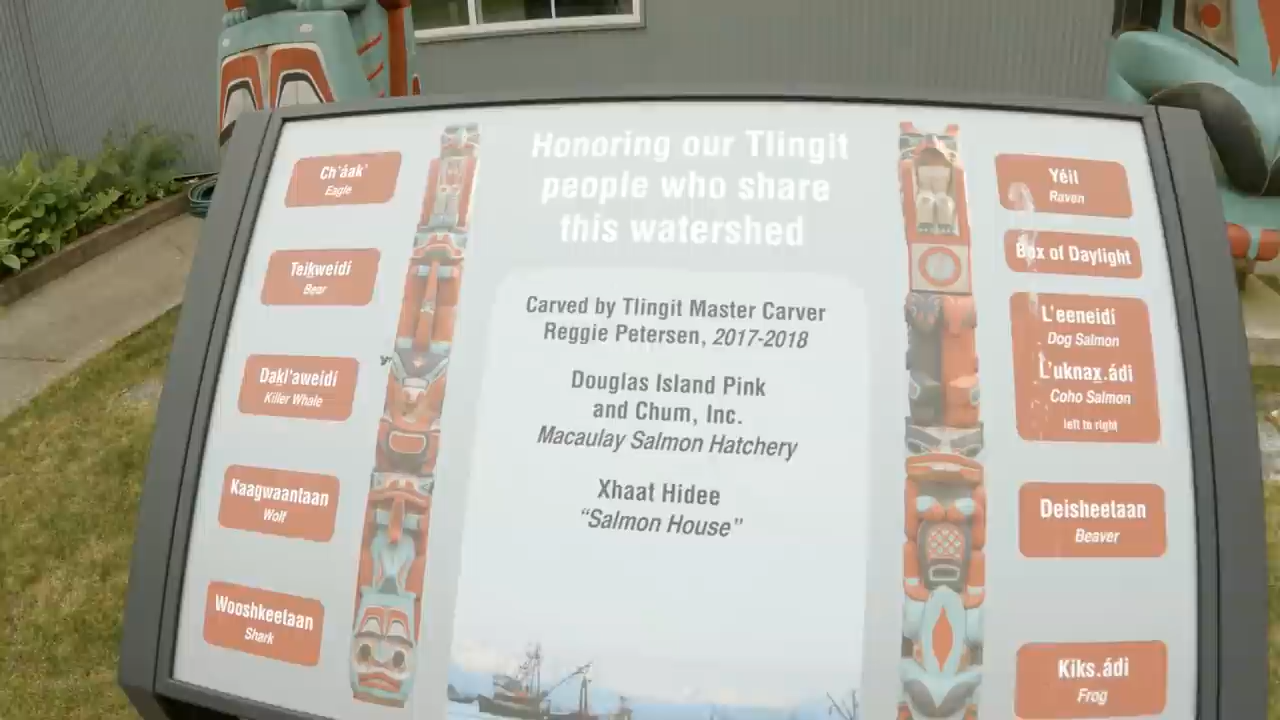 Honoring our Tlingit
people who share
this watershed
Carved by Tlingit Master Carver
Reggie Petersen, 2017-2018
Douglas Island Pink
and Chum, Inc.
Macaulay Salmon Hatchery
Xhaat Hidee
“Salmon House”
Ch'áak'
Eagle
Teiḵweidí
Bear
Daḵl'aweidí
Killer Whale
Kaagwaantaan
Wolf
Wooshkeetaan
Shark
Yéil
Raven
Box of Daylight
L'eeneidí
Dog Salmon
L'uknax̱.ádi
Coho Salmon
left to right
Deisheetaan
Beaver
Kiks.ádi
Frog